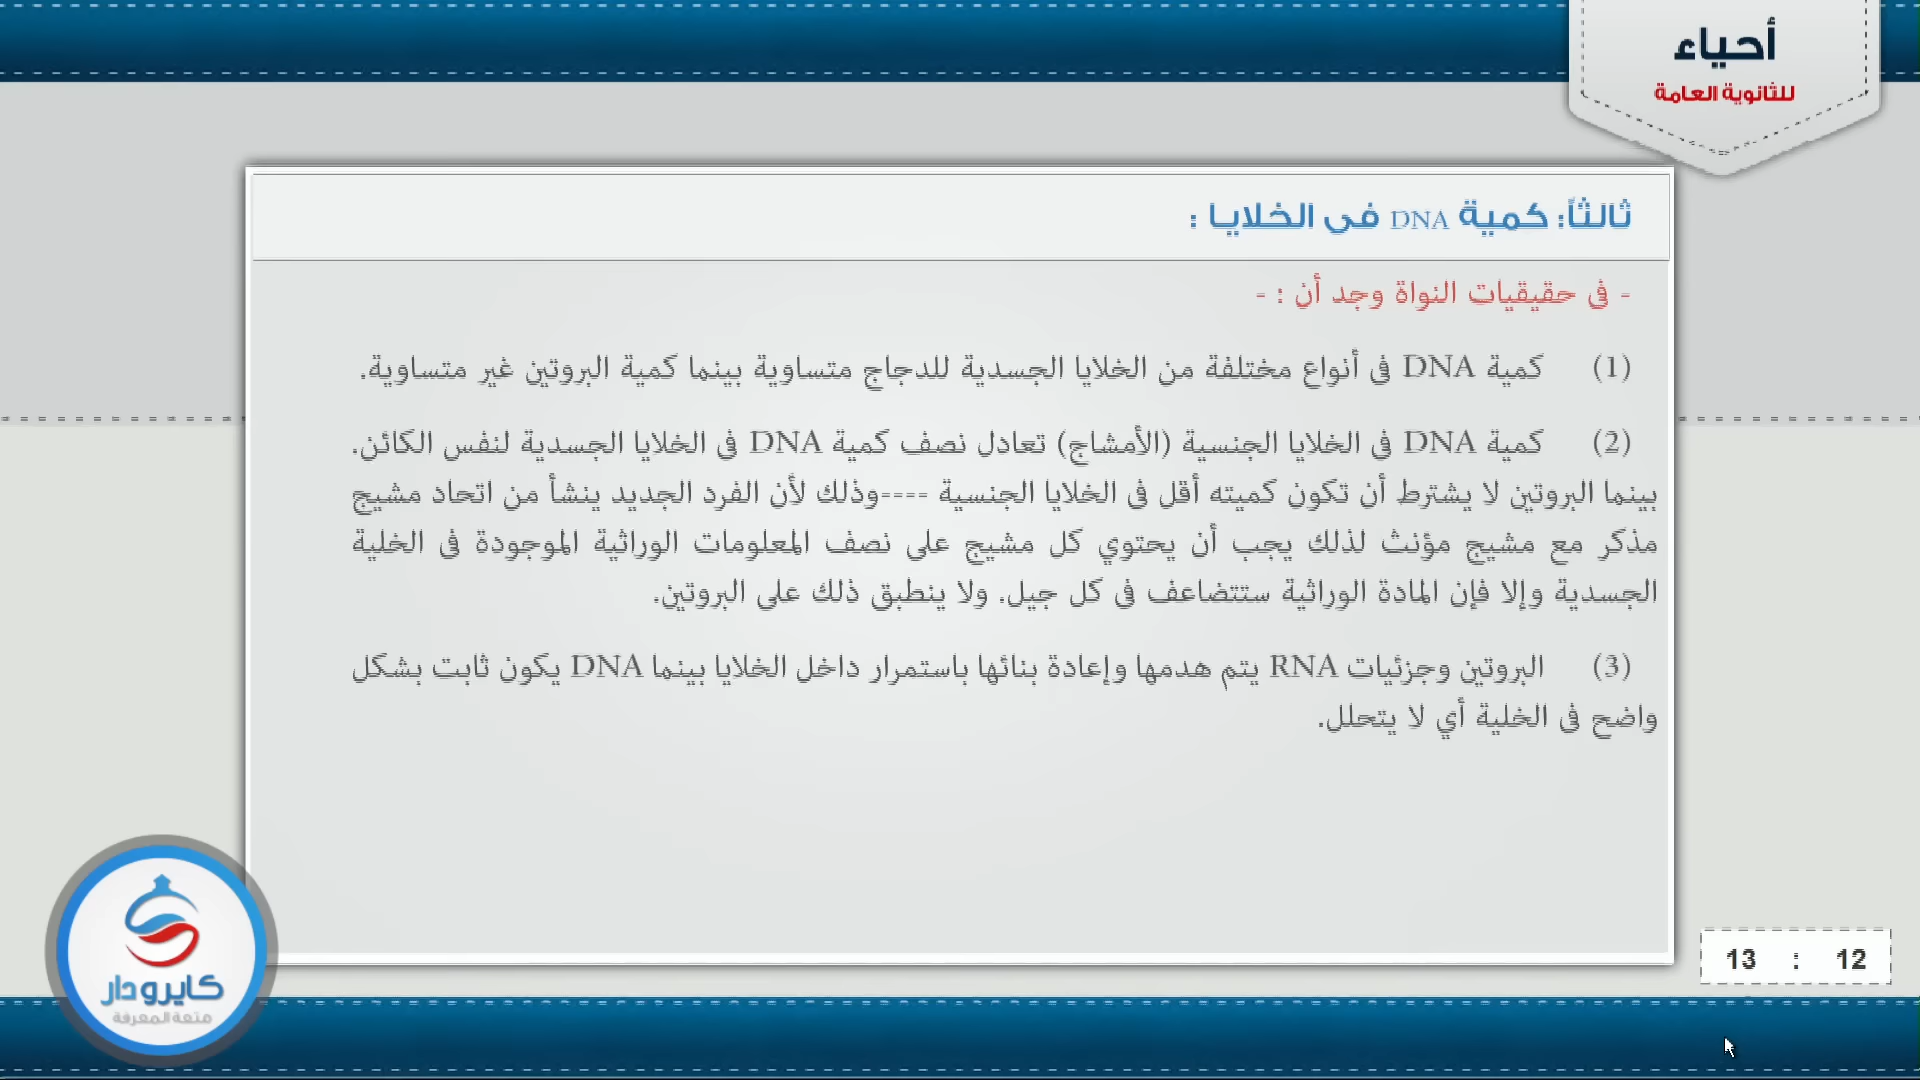 أحياء
للثانوية العامة
ثالثاً: كمية DNA فى الخلايا :
- فى حقيقيات النواة وجد أن : -
(1) كمية DNA فى أنواع مختلفة من الخلايا الجسدية للدجاج متساوية بينما كمية البروتين غير متساوية.
(2) كمية DNA فى الخلايا الجنسية (الأمشاج) تعادل نصف كمية DNA فى الخلايا الجسدية لنفس الكائن.
بينما البروتين لا يشترط أن تكون كميته أقل فى الخلايا الجنسية ----وذلك لأن الفرد الجديد ينشأ من اتحاد مشيج
مذكر مع مشيج مؤنث لذلك يجب أن يحتوي كل مشيج على نصف المعلومات الوراثية الموجودة فى الخلية
الجسدية وإلا فإن المادة الوراثية ستتضاعف فى كل جيل. ولا ينطبق ذلك على البروتين.
(3) البروتين وجزئيات RNA يتم هدمها وإعادة بنائها باستمرار داخل الخلايا بينما DNA يكون ثابت بشكل
واضح فى الخلية أي لا يتحلل.
13 : 12
كايرودار
متعة المعرفة